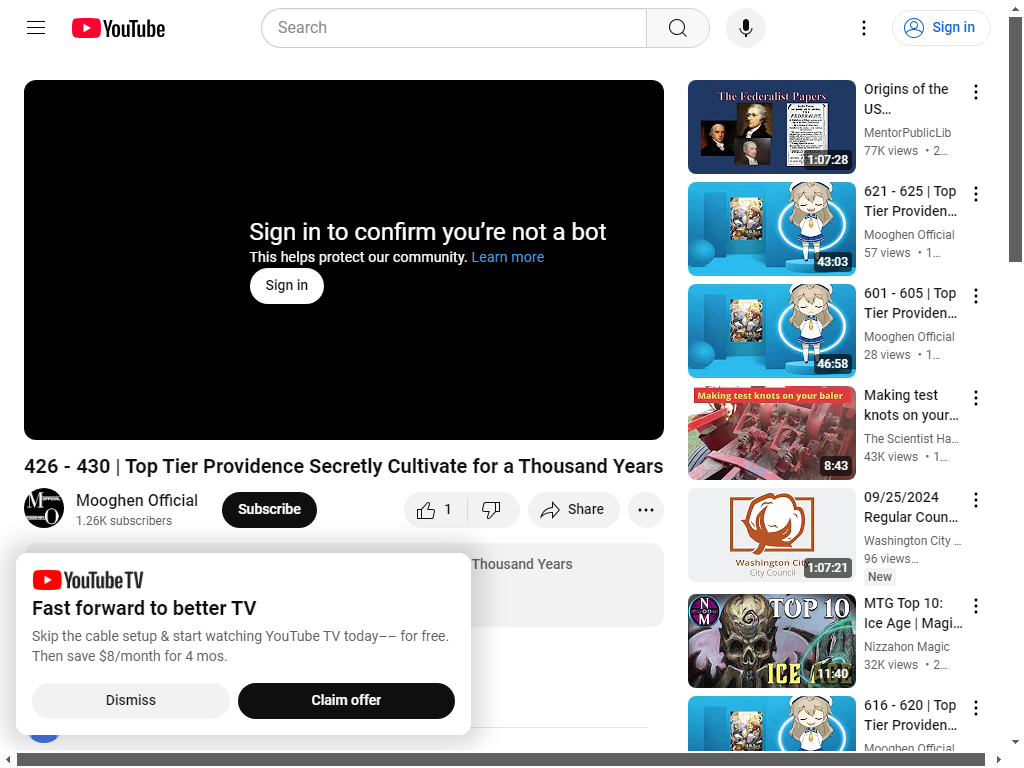 YouTube
Search
Sign in
Sign in to confirm you’re not a bot
This helps protect our community. Learn more
Sign in
426 - 430 | Top Tier Providence Secretly Cultivate for a Thousand Years
Mooghen Official
1.26K subscribers
Subscribe
1
Share
Thousand Years
YouTube TV
Fast forward to better TV
Skip the cable setup & start watching YouTube TV today–– for free.
Then save $8/month for 4 mos.
Dismiss
Claim offer
The Federalist Papers
1:07:28
Origins of the
US…
MentorPublicLib
77K views • 2…
43:03
621 - 625 | Top
Tier Providen…
Mooghen Official
57 views • 1…
46:58
601 - 605 | Top
Tier Providen…
Mooghen Official
28 views • 1…
Making test knots on your baler
8:43
Making test
knots on your…
The Scientist Ha…
43K views • 1…
Washington City
City Council
1:07:21
09/25/2024
Regular Coun…
Washington City …
96 views…
New
NM
TOP 10
ICE AGE
11:40
MTG Top 10:
Ice Age | Magi…
Nizzahon Magic
32K views • 2…
616 - 620 | Top
Tier Providen…
Mooghen Official